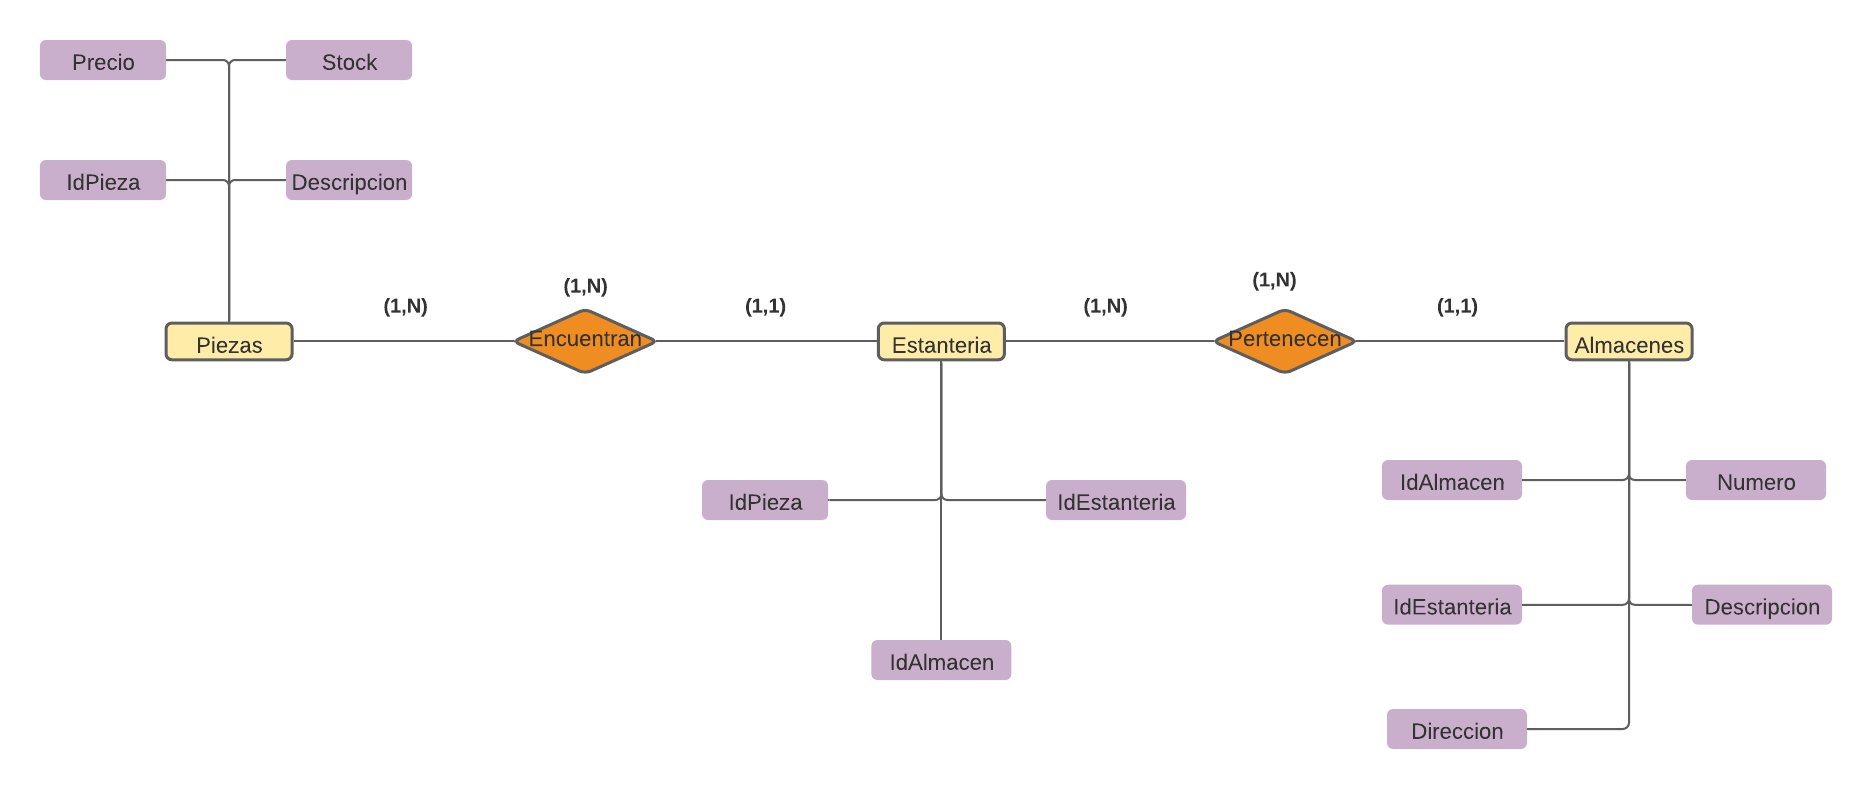 Precio
Stock
IdPieza
Descripcion
(1,N)
(1,N)
(1,1)
(1,N)
(1,N)
(1,1)
Piezas
Encuentran
Estanteria
Pertenecen
Almacenes
IdPieza
IdEstanteria
IdAlmacen
IdAlmacen
Numero
IdEstanteria
Descripcion
Direccion